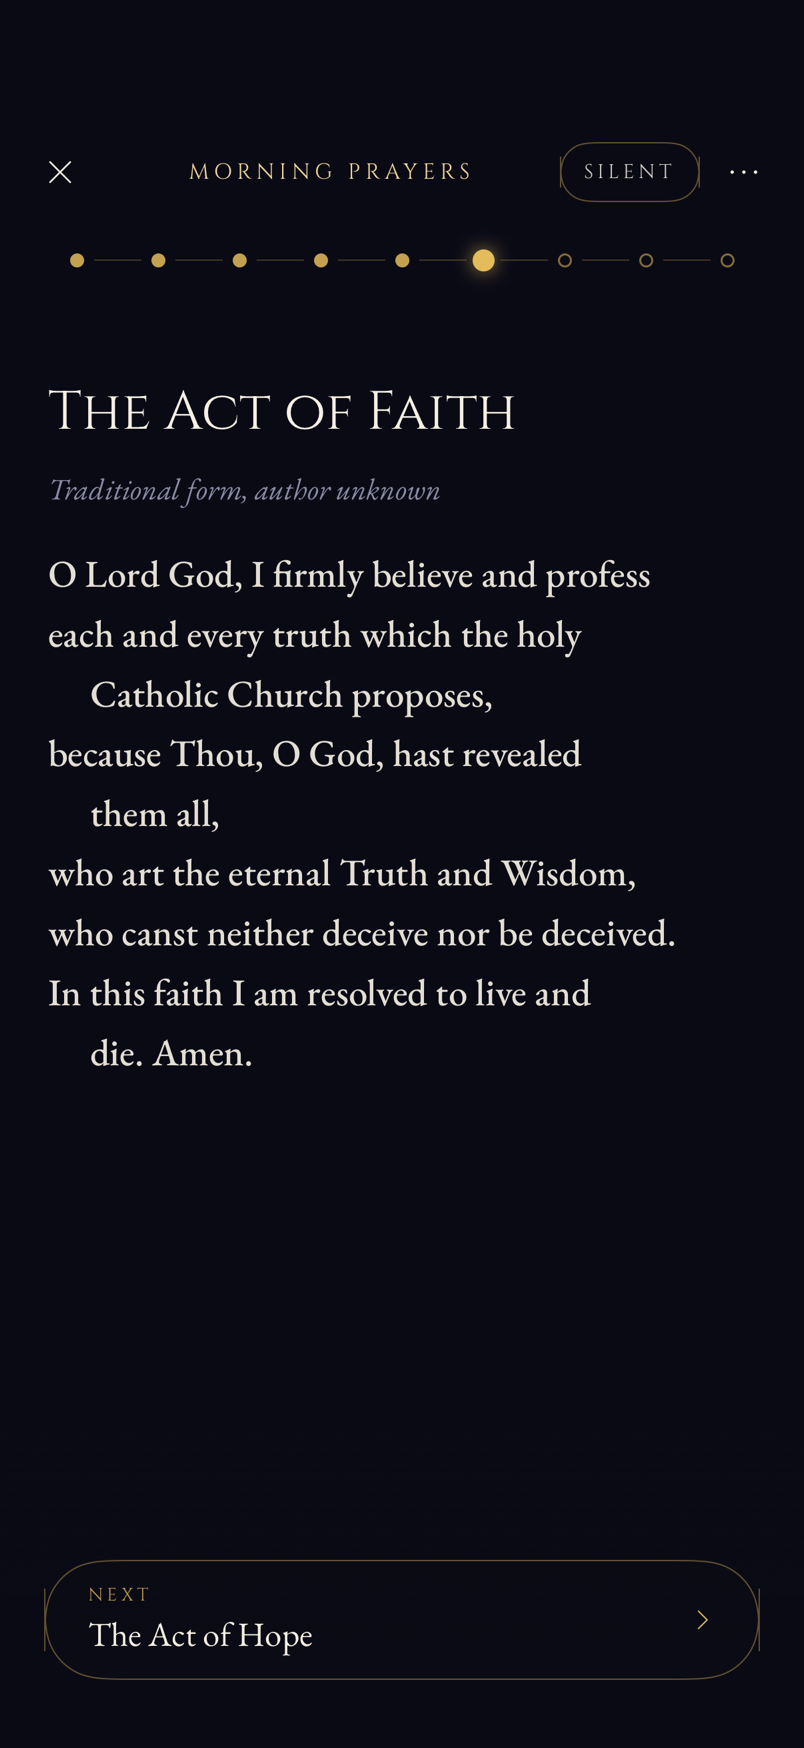 MORNING PRAYERS
SILENT
The Act of Faith
Traditional form, author unknown
O Lord God, I firmly believe and profess
each and every truth which the holy
Catholic Church proposes,
because Thou, O God, hast revealed
them all,
who art the eternal Truth and Wisdom,
who canst neither deceive nor be deceived.
In this faith I am resolved to live and
die. Amen.
NEXT
The Act of Hope